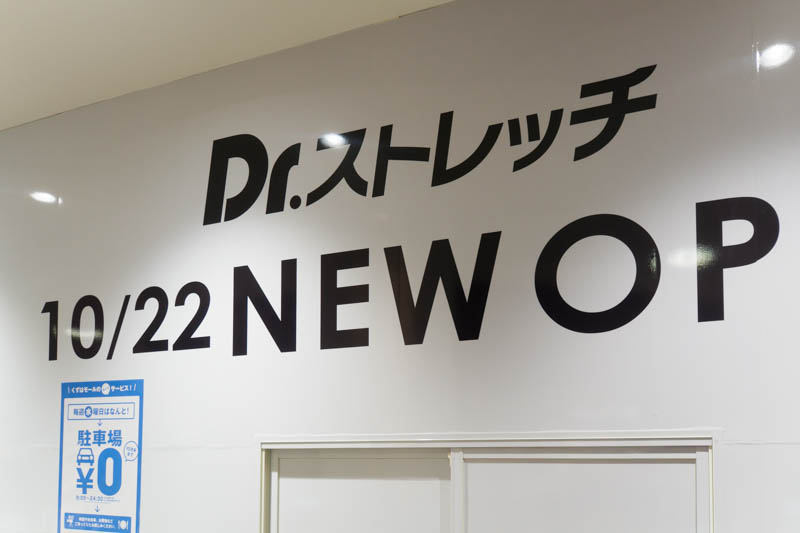 Dr.ストレッチ
10/22 NEW OP
くずはモールの サービス!
毎週水曜日はなんと!
駐車場
¥0